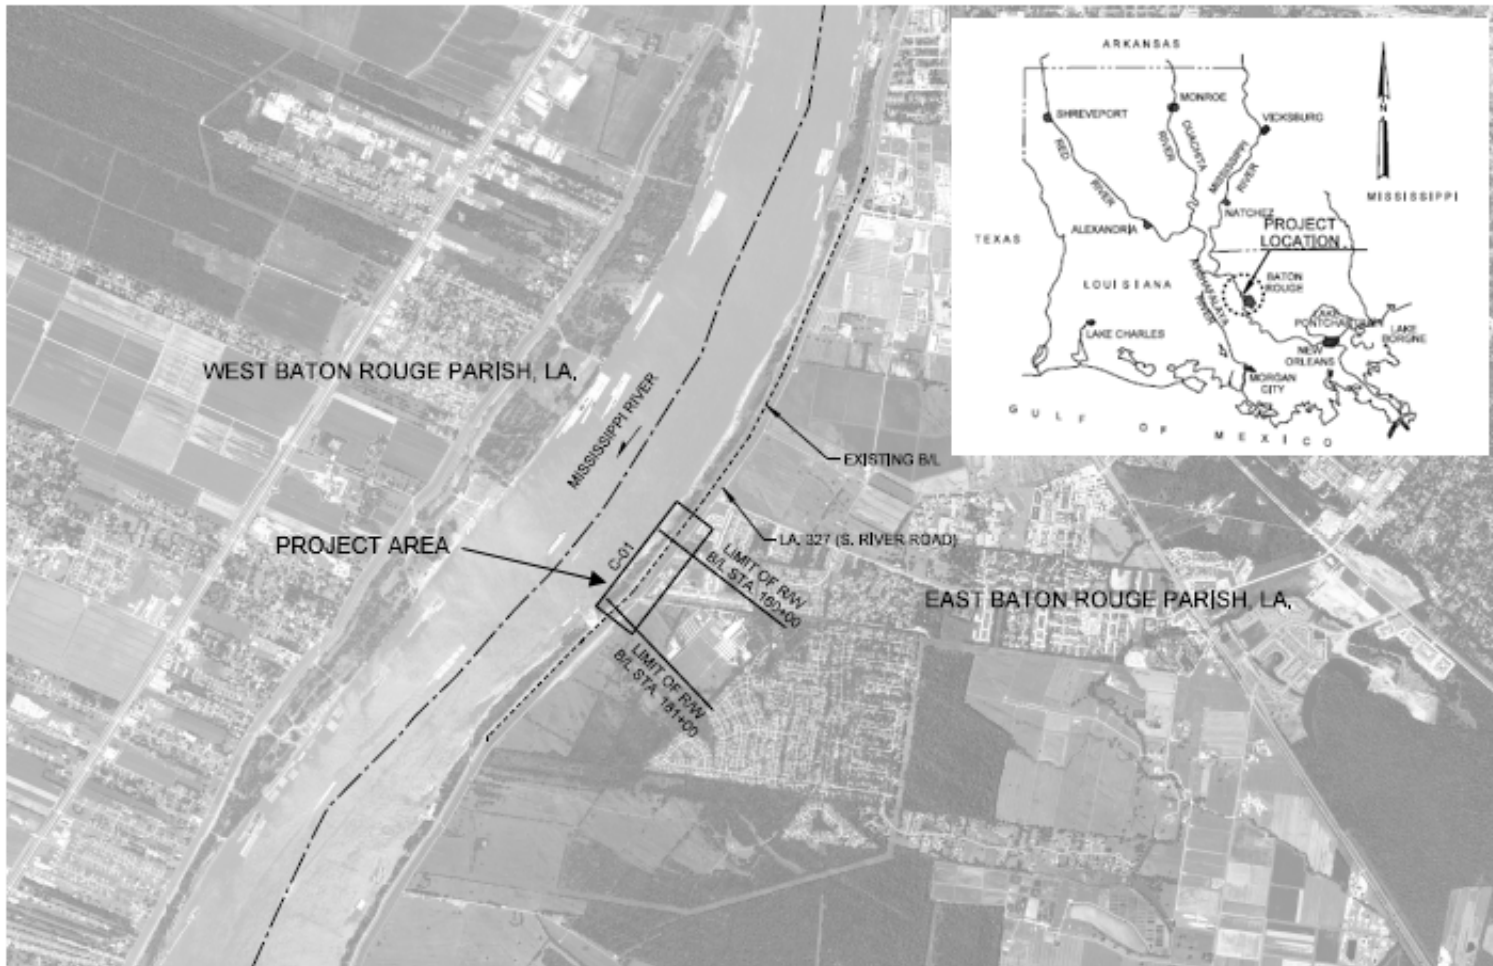 ARKANSAS
MONROE
SHREVEPORT
VICKSBURG
OUACHITA
RIVER
MISSISSIPPI
RIVER
RED
RIVER
N
MISSISSIPPI
NATCHEZ
ALEXANDRIA
PROJECT
LOCATION
TEXAS
LOUISIANA
ATCHAFALAYA
RIVER
BATON
ROUGE
LAKE
PONTCHARTRAIN
LAKE
BORGNE
LAKE CHARLES
NEW
ORLEANS
MORGAN
CITY
GULF OF MEXICO
WEST BATON ROUGE PARISH, LA.
MISSISSIPPI RIVER
EXISTING B/L
LA. 327 (S. RIVER ROAD)
PROJECT AREA
C-01
LIMIT OF R/W
B/L STA. 160+00
EAST BATON ROUGE PARISH, LA.
LIMIT OF R/W
B/L STA. 181+00